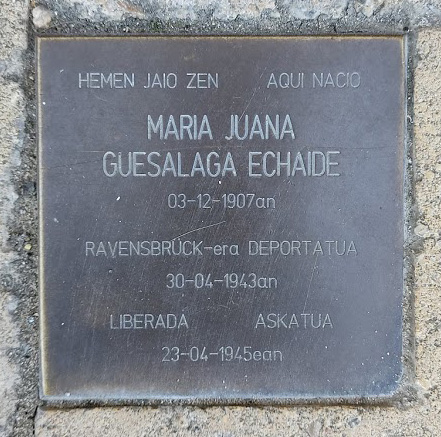 HEMEN JAIO ZEN AQUI NACIO
MARIA JUANA
GUESALAGA ECHAIDE
03-12-1907an
RAVENSBRÜCK-era DEPORTATUA
30-04-1943an
LIBERADA ASKATUA
23-04-1945ean